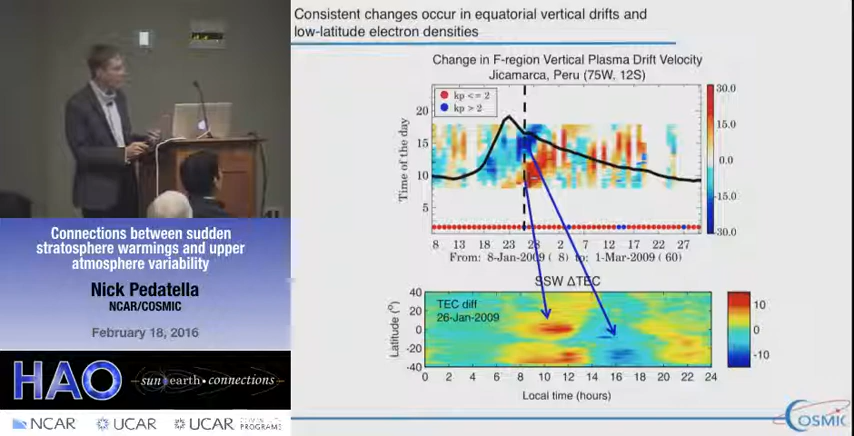 Consistent changes occur in equatorial vertical drifts and
low-latitude electron densities
Change in F-region Vertical Plasma Drift Velocity
Jicamarca, Peru (75W, 12S)
kp <= 2
kp > 2
Time of the day
20
15
10
5
30.0
15.0
0.0
-15.0
-30.0
8 13 18 23 28 2 7 12 17 22 27
From: 8-Jan-2009 ( 8) to: 1-Mar-2009 ( 60)
SSW ΔTEC
TEC diff
26-Jan-2009
Latitude (°)
40
20
0
-20
-40
10
0
-10
0 2 4 6 8 10 12 14 16 18 20 22 24
Local time (hours)
COSMIC
Connections between sudden
stratosphere warmings and upper
atmosphere variability
Nick Pedatella
NCAR/COSMIC
February 18, 2016
HAO
sun earth connections
NCAR
UCAR
UCAR
PROGRAMS